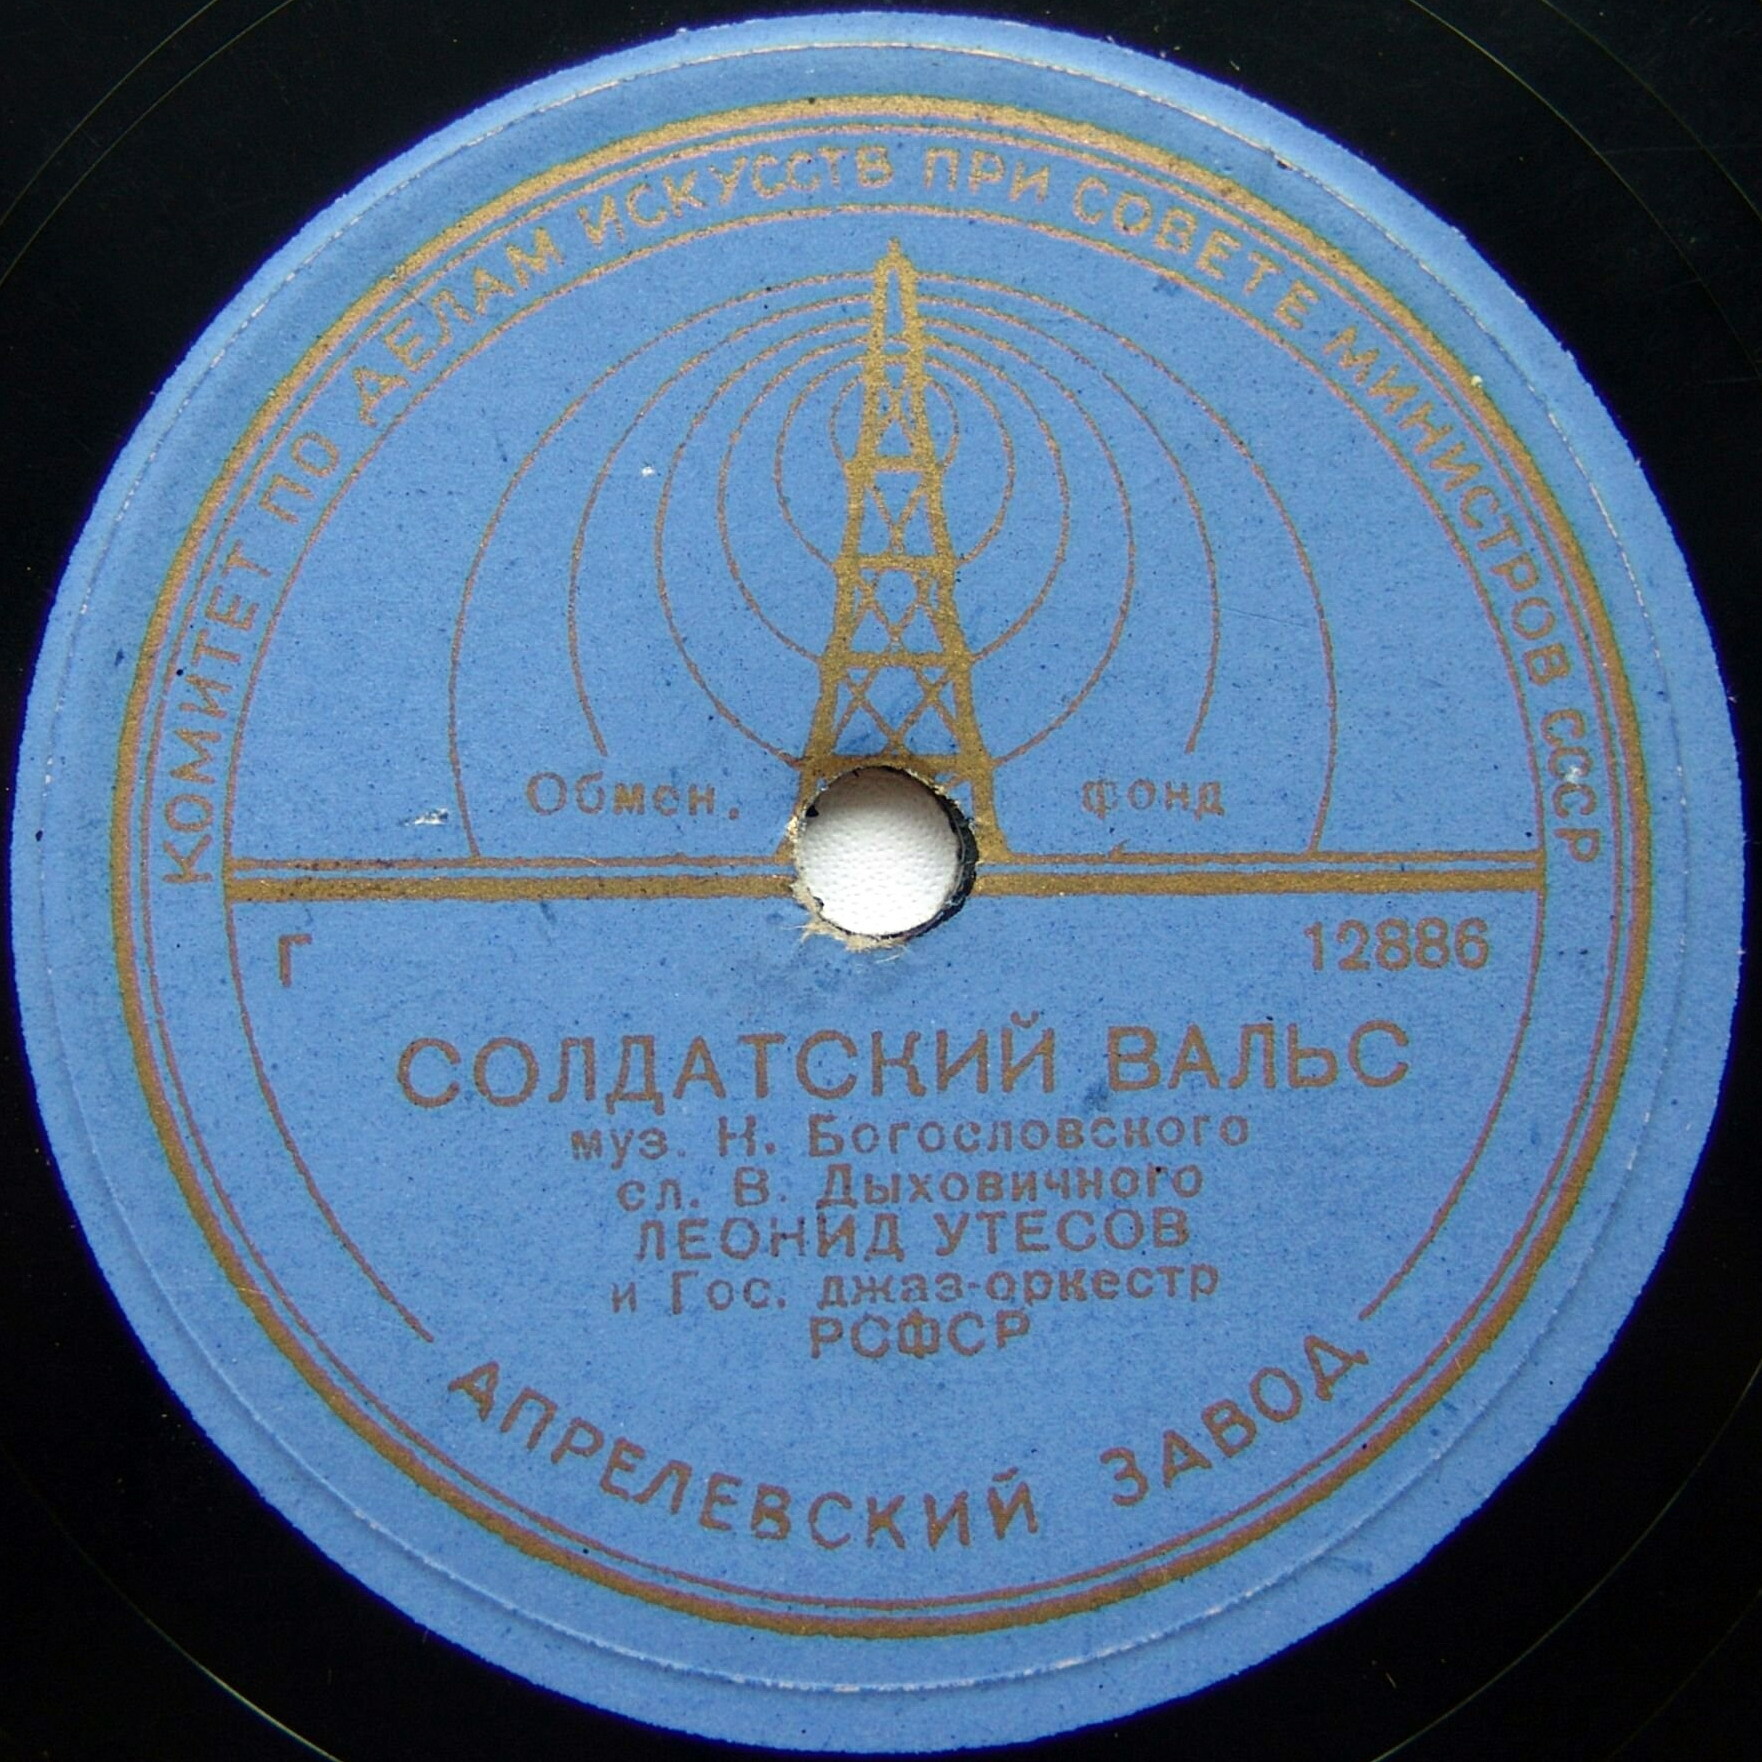 КОМИТЕТ ПО ДЕЛАМ ИСКУССТВ ПРИ СОВЕТЕ МИНИСТРОВ СССР
Обмен. фонд
Г 12886
СОЛДАТСКИЙ ВАЛЬС
муз. Н. Богословского
сл. В. Дыховичного
ЛЕОНИД УТЕСОВ
и Гос. джаз-оркестр
РСФСР
АПРЕЛЕВСКИЙ ЗАВОД